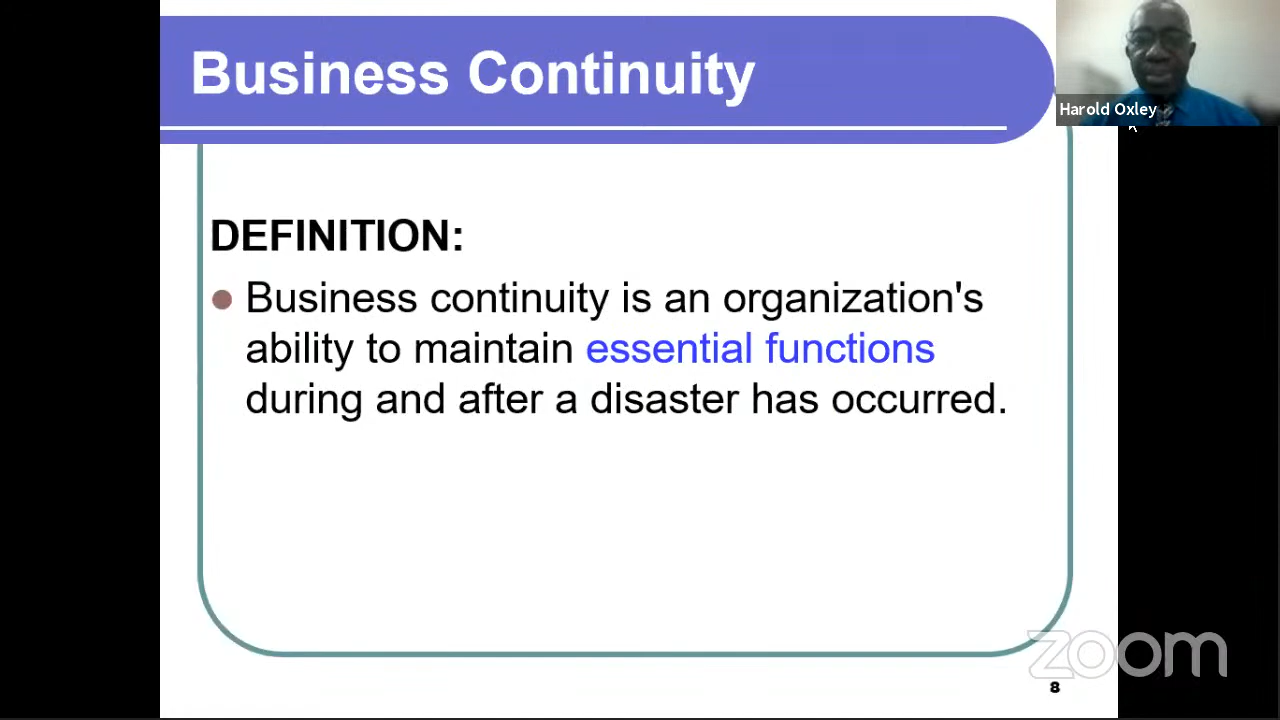 Business Continuity
Harold Oxley
DEFINITION:
Business continuity is an organization's
ability to maintain essential functions
during and after a disaster has occurred.
zoom
8